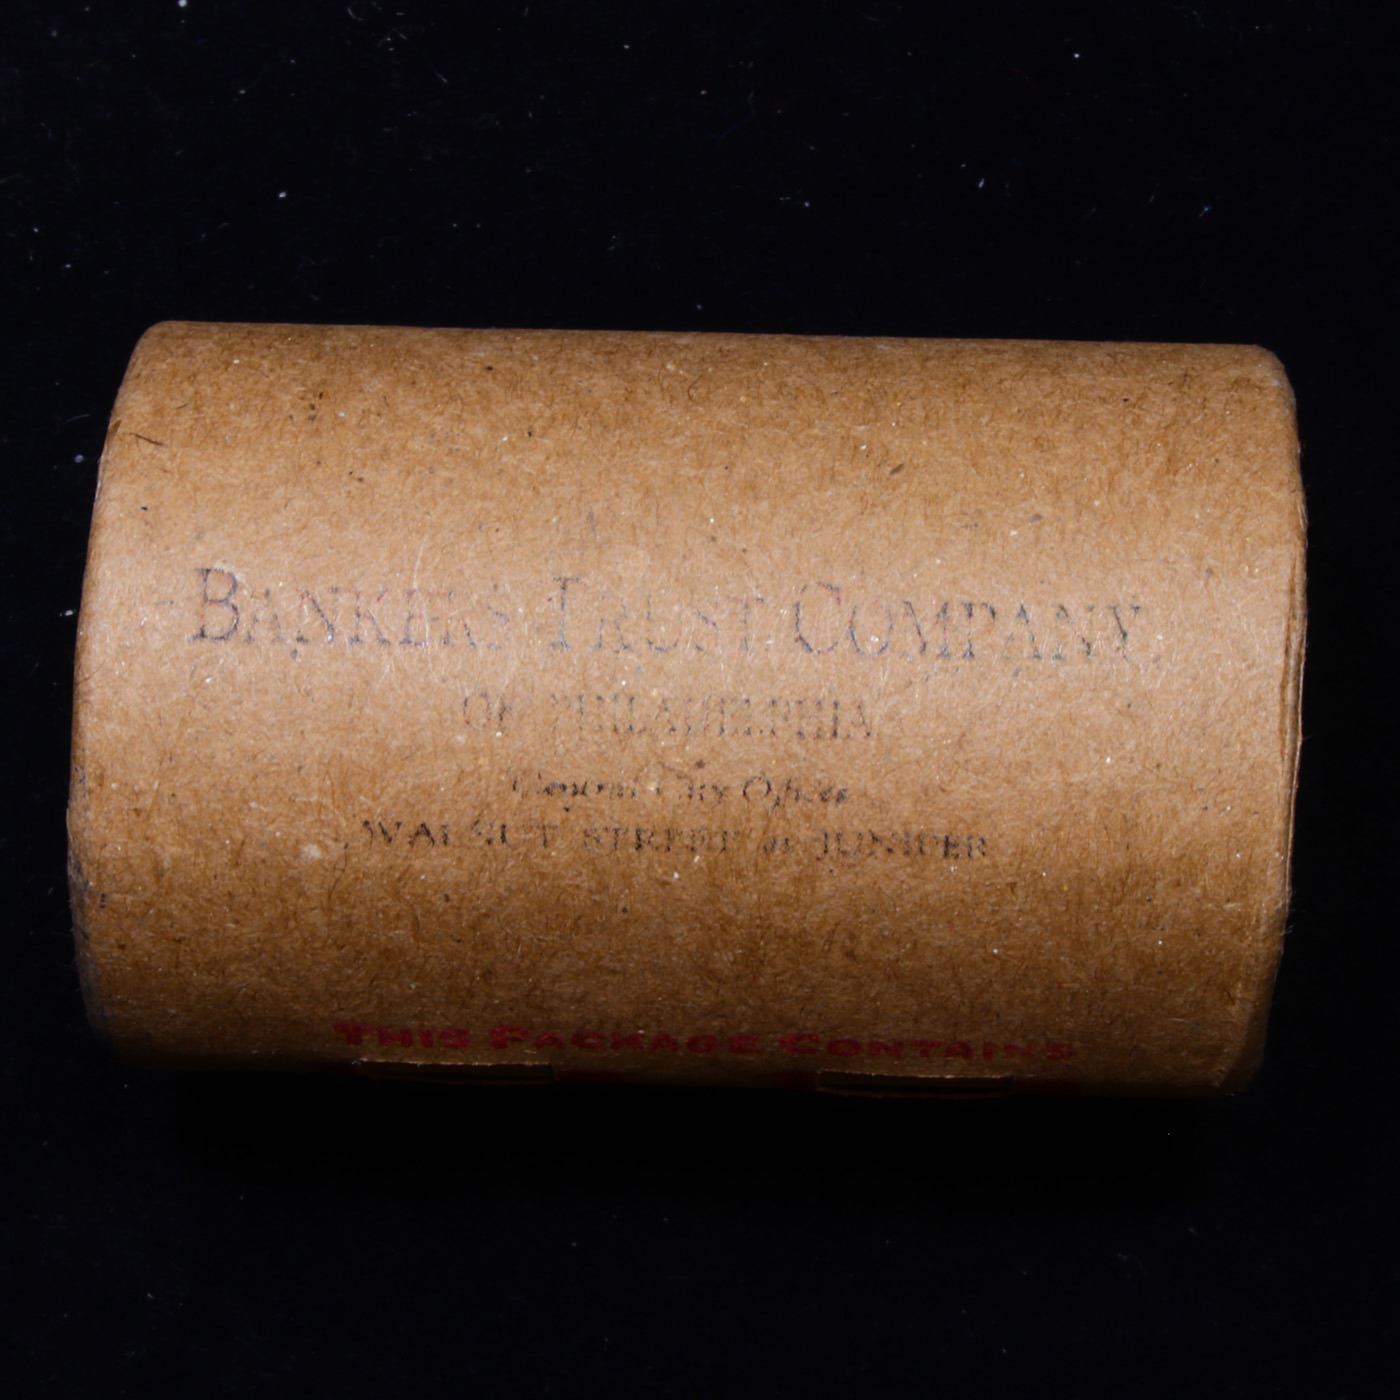 BANKERS TRUST COMPANY
OF PHILADELPHIA
Central City Office
WALNUT STREET at JUNIPER
THIS PACKAGE CONTAINS